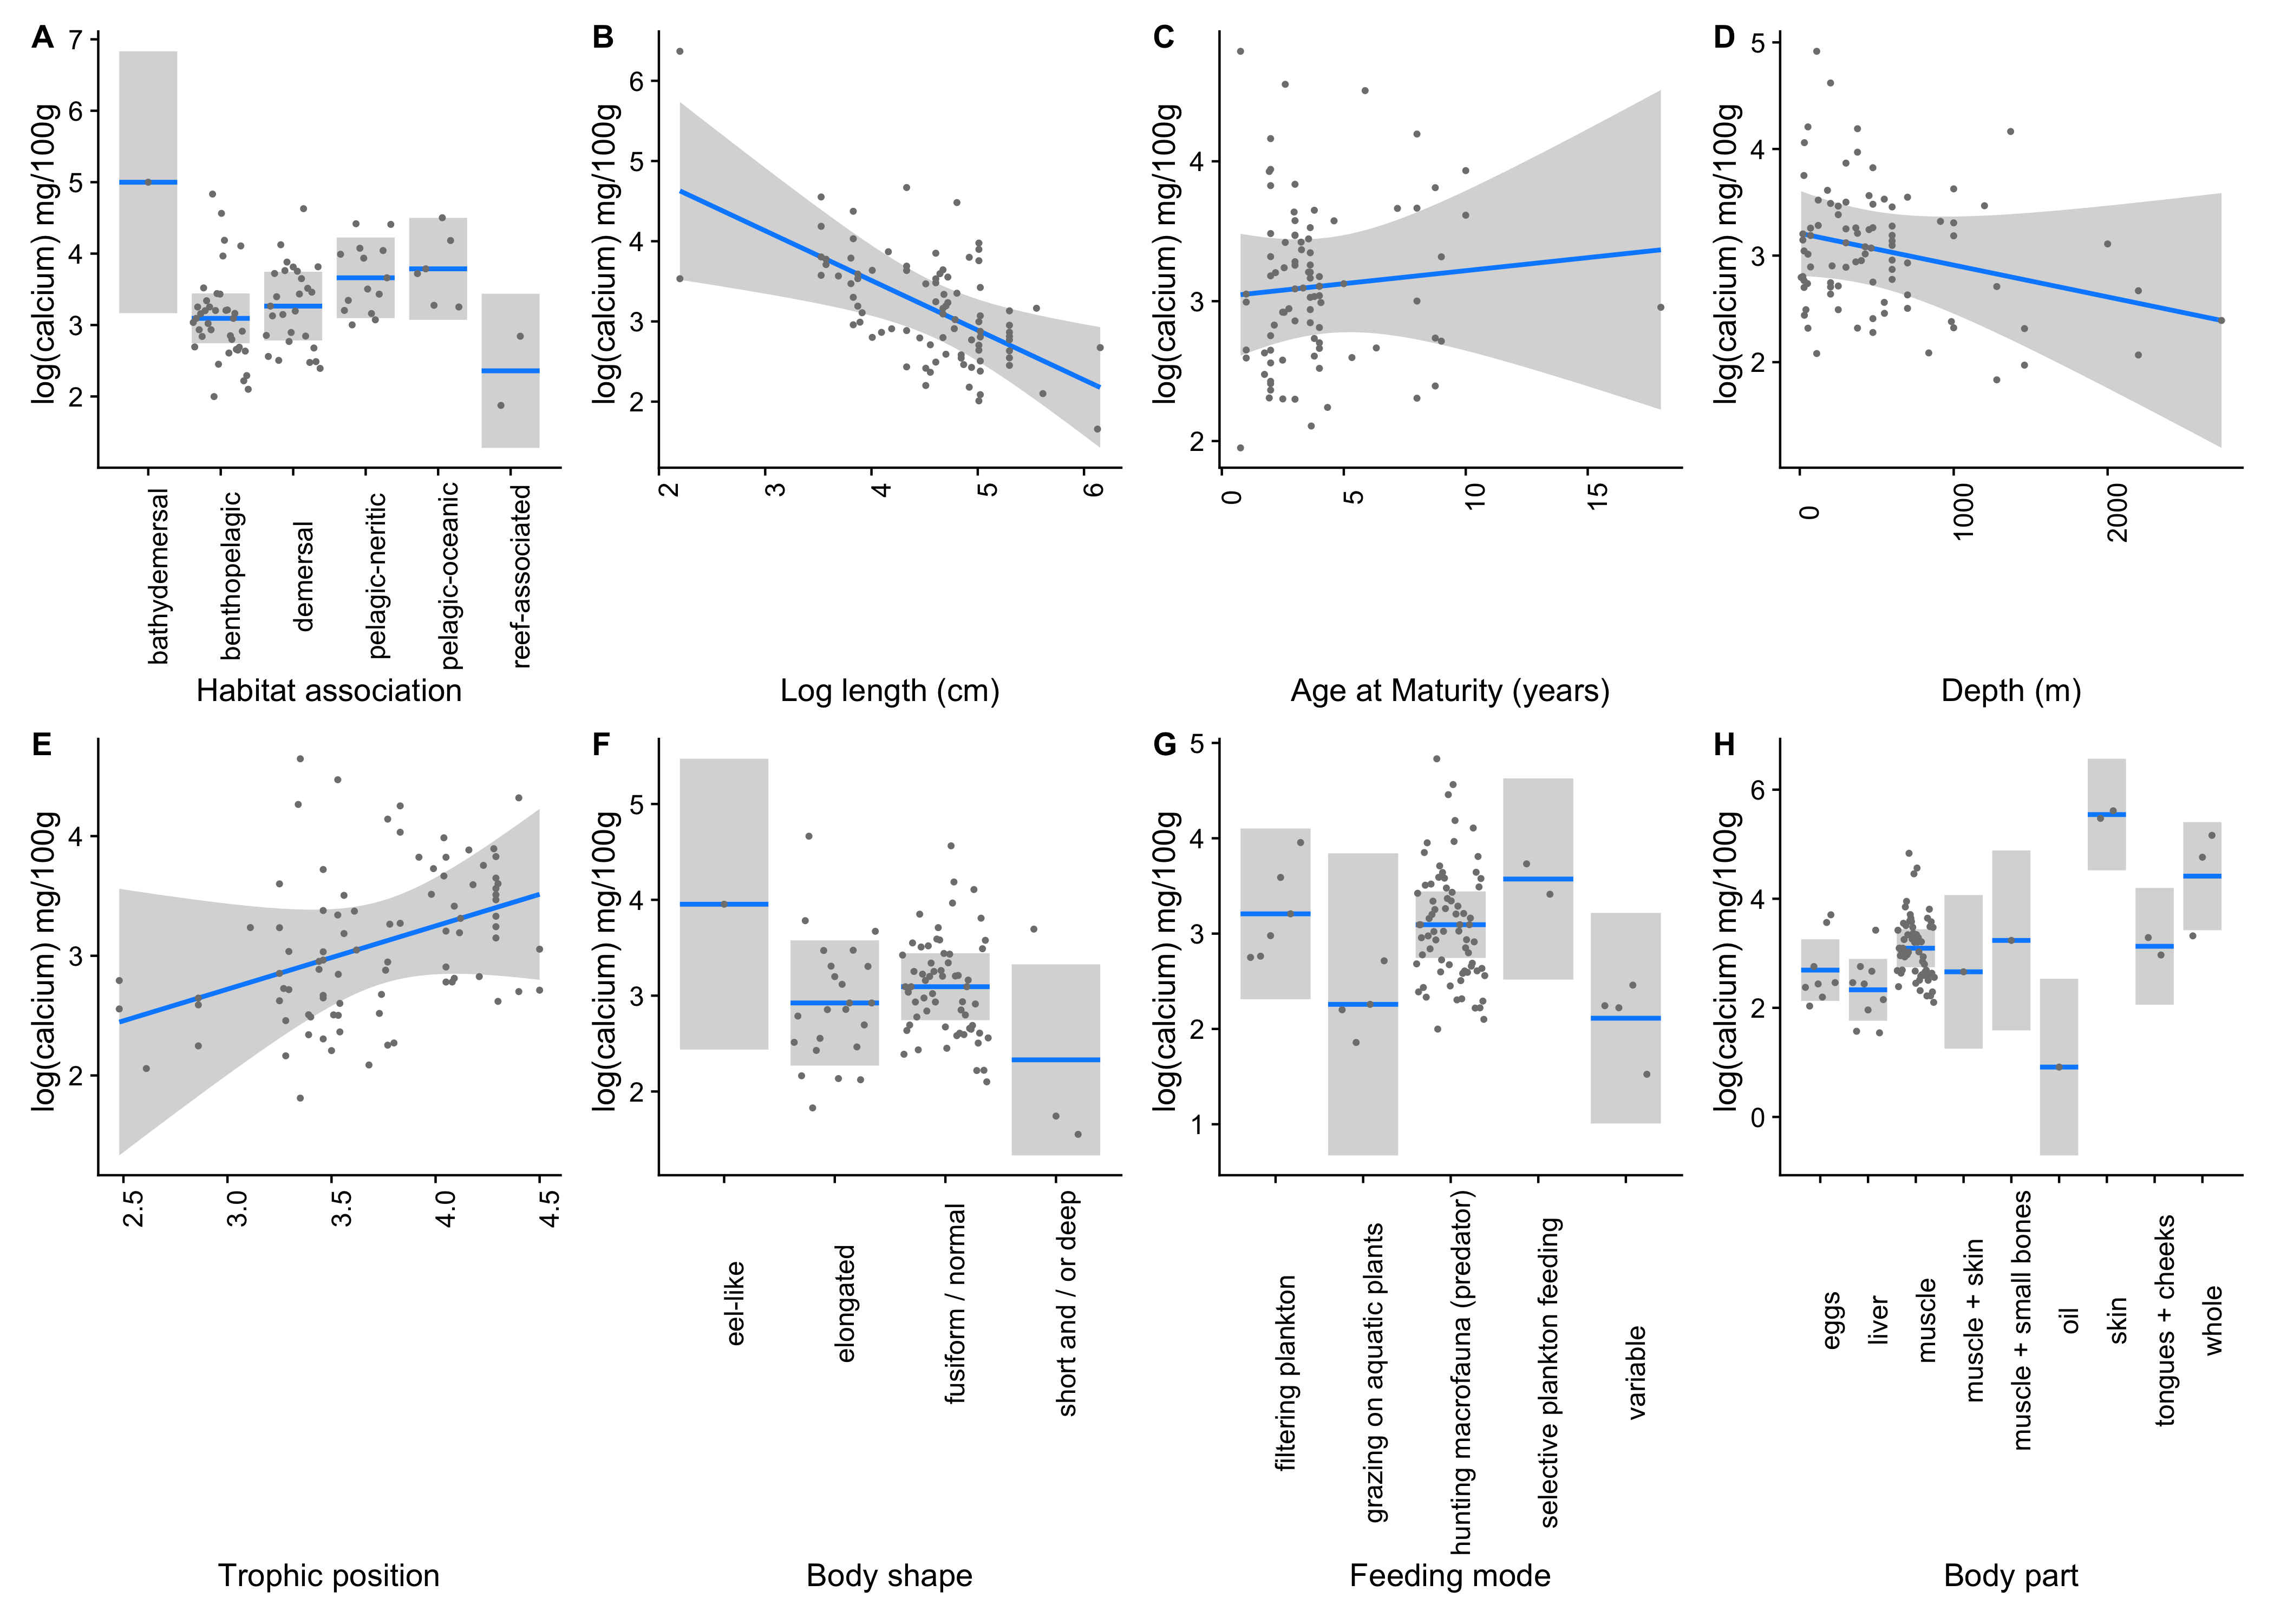 A
log(calcium) mg/100g
7
6
5
4
3
2
bathydemersal
benthopelagic
demersal
pelagic-neritic
pelagic-oceanic
reef-associated
Habitat association
B
log(calcium) mg/100g
6
5
4
3
2
2
3
4
5
6
Log length (cm)
C
log(calcium) mg/100g
4
3
2
0
5
10
15
Age at Maturity (years)
D
log(calcium) mg/100g
5
4
3
2
0
1000
2000
Depth (m)
E
log(calcium) mg/100g
4
3
2
2.5
3.0
3.5
4.0
4.5
Trophic position
F
log(calcium) mg/100g
5
4
3
2
eel-like
elongated
fusiform / normal
short and / or deep
Body shape
G
log(calcium) mg/100g
5
4
3
2
1
filtering plankton
grazing on aquatic plants
hunting macrofauna (predator)
selective plankton feeding
variable
Feeding mode
H
log(calcium) mg/100g
6
4
2
0
eggs
liver
muscle
muscle + skin
muscle + small bones
oil
skin
tongues + cheeks
whole
Body part